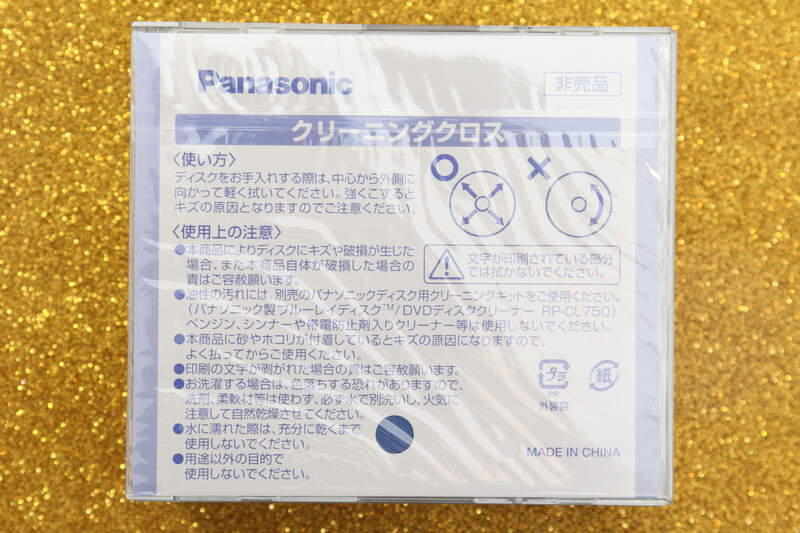 Panasonic
非売品
クリーニングクロス
〈使い方〉
ディスクをお手入れする際は、中心から外側に
向かって軽く拭いてください。強くこすると
キズの原因となりますのでご注意ください。
〈使用上の注意〉
●本商品によりディスクにキズや破損が生じた
場合、また本商品自体が破損した場合の
責はご容赦願います。
文字が印刷されている部分
では拭かないでください。
●油性の汚れには、別売のパナソニックディスク用クリーニングキットをご使用ください。
（パナソニック製ブルーレイディスク™/DVDディスククリーナー RP-CL750）
ベンジン、シンナーや帯電防止剤入りクリーナー等は使用しないでください。
●本商品に砂やホコリが付着しているとキズの原因になりますので、
よく払ってからご使用ください。
●印刷の文字が剥がれた場合の責はご容赦願います。
●お洗濯する場合は、色落ちする恐れがありますので、
洗剤、柔軟材等は使わず、必ず水で別洗いし、火気に
注意して自然乾燥させてください。
●水に濡れた際は、充分に乾くまで
使用しないでください。
●用途以外の目的で
使用しないでください。
プラ
PP
外装袋
紙
MADE IN CHINA